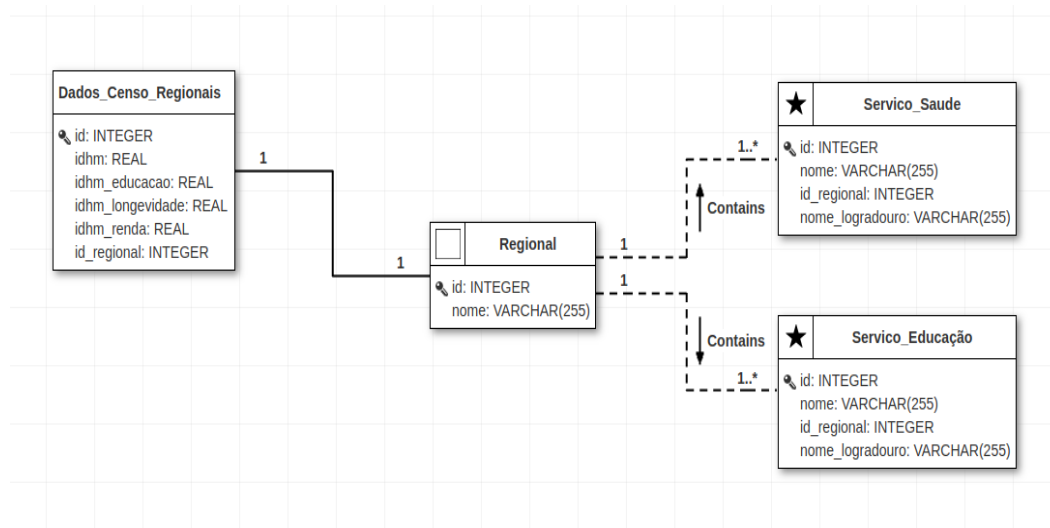 Dados_Censo_Regionais
id: INTEGER
idhm: REAL
idhm_educacao: REAL
idhm_longevidade: REAL
idhm_renda: REAL
id_regional: INTEGER
1
1
Regional
id: INTEGER
nome: VARCHAR(255)
1
1..*
Contains
1
Contains
1..*
Servico_Saude
id: INTEGER
nome: VARCHAR(255)
id_regional: INTEGER
nome_logradouro: VARCHAR(255)
Servico_Educação
id: INTEGER
nome: VARCHAR(255)
id_regional: INTEGER
nome_logradouro: VARCHAR(255)